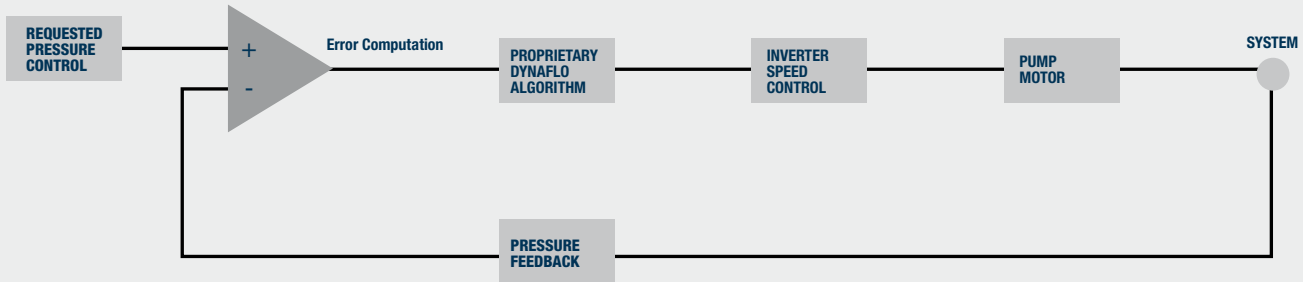 REQUESTED
PRESSURE
CONTROL
+
-
Error Computation
PROPRIETARY
DYNAFLO
ALGORITHM
INVERTER
SPEED
CONTROL
PUMP
MOTOR
SYSTEM
PRESSURE
FEEDBACK